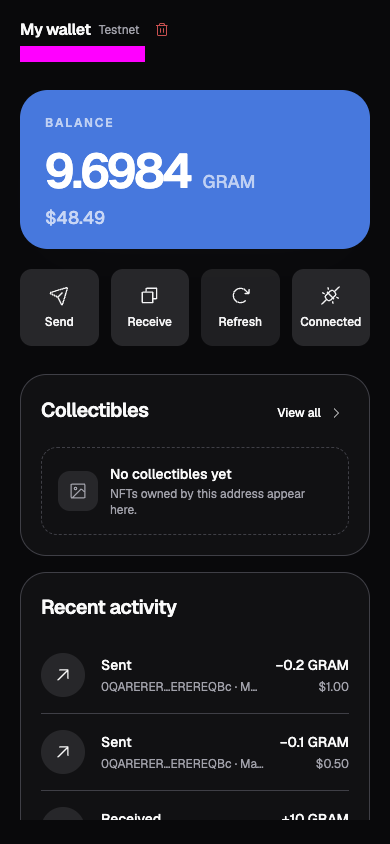 My wallet Testnet
BALANCE
9.6984 GRAM
$48.49
Send Receive Refresh Connected
Collectibles View all
No collectibles yet
NFTs owned by this address appear
here.
Recent activity
Sent −0.2 GRAM
0QARERER…EREREQBc · M… $1.00
Sent −0.1 GRAM
0QARERER…EREREQBc · Ma… $0.50
Received +10 GRAM